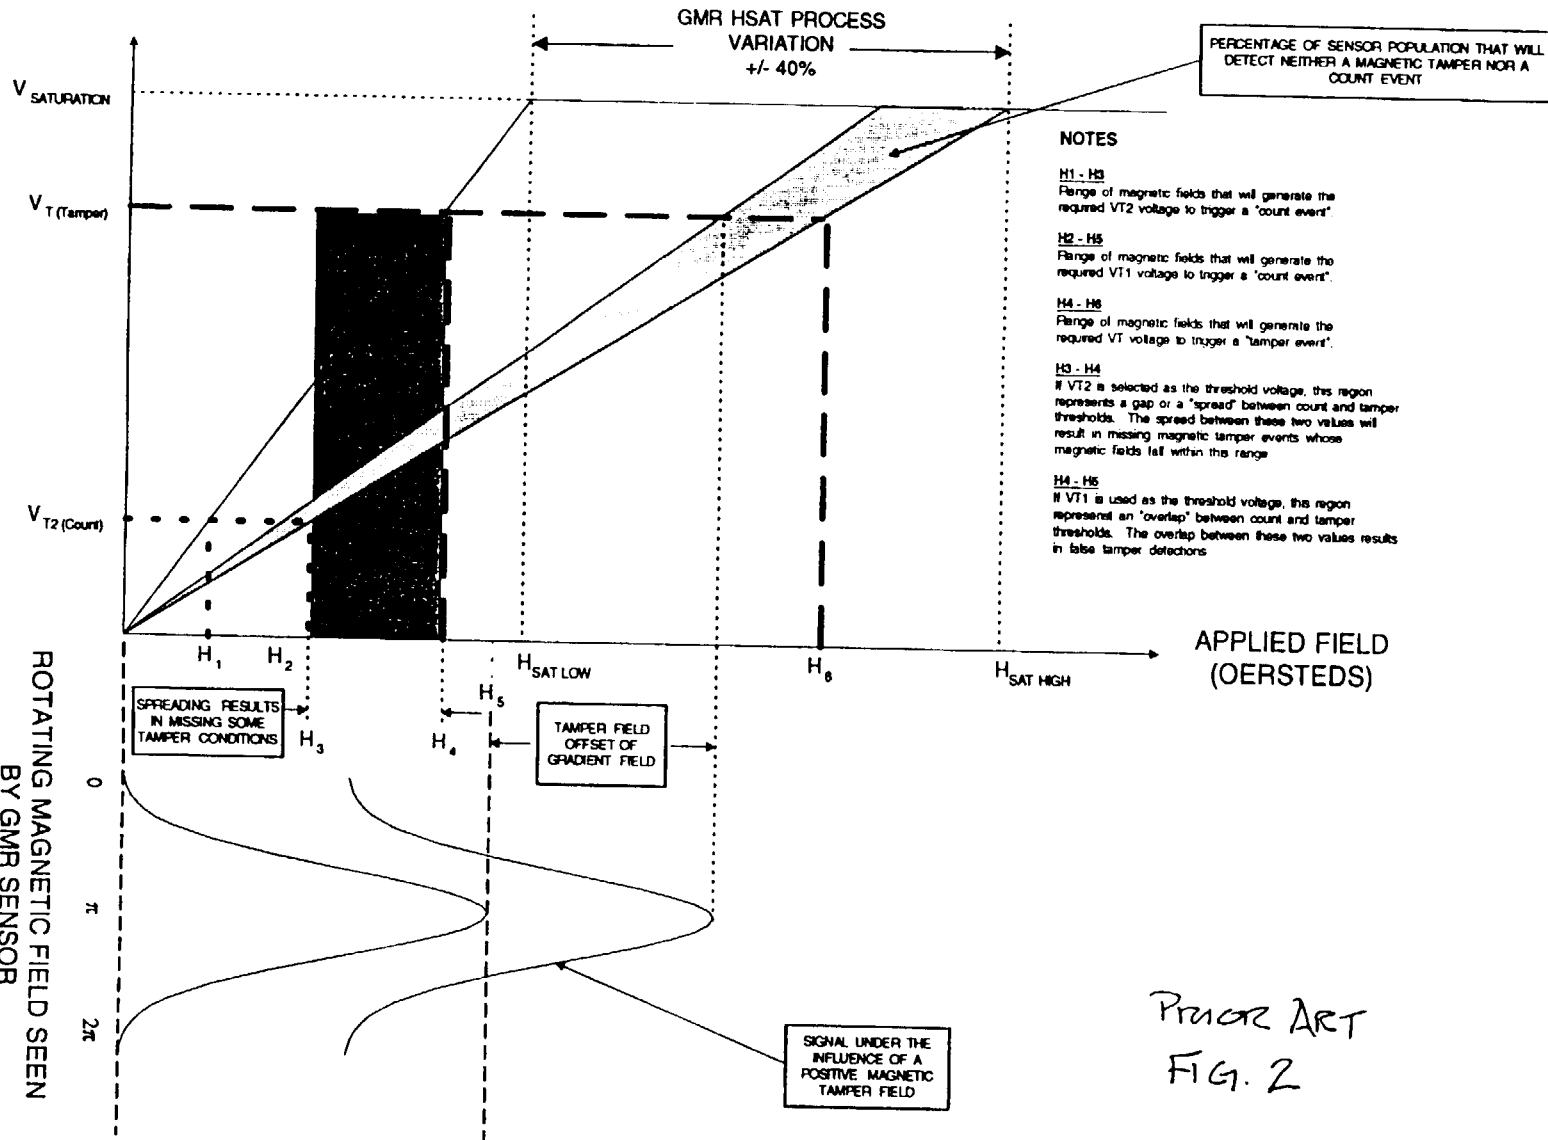 GMR HSAT PROCESS
VARIATION
+/- 40%
PERCENTAGE OF SENSOR POPULATION THAT WILL
DETECT NEITHER A MAGNETIC TAMPER NOR A
COUNT EVENT
V SATURATION
V T (Tamper)
V T2 (Count)
NOTES
H1 - H3
Range of magnetic fields that will generate the
required VT2 voltage to trigger a "count event".
H2 - H5
Range of magnetic fields that will generate the
required VT1 voltage to trigger a "count event".
H4 - H6
Range of magnetic fields that will generate the
required VT voltage to trigger a "tamper event".
H3 - H4
If VT2 is selected as the threshold voltage, this region
represents a gap or a "spread" between count and tamper
thresholds. The spread between these two values will
result in missing magnetic tamper events whose
magnetic fields fall within this range
H4 - H5
If VT1 is used as the threshold voltage, this region
represent an "overlap" between count and tamper
thresholds. The overlap between these two values results
in false tamper detections
H1
H2
H3
H4
H5
H SAT LOW
H6
H SAT HIGH
APPLIED FIELD
(OERSTEDS)
SPREADING RESULTS
IN MISSING SOME
TAMPER CONDITIONS
TAMPER FIELD
OFFSET OF
GRADIENT FIELD
ROTATING MAGNETIC FIELD SEEN
BY GMR SENSOR
0
π
2π
SIGNAL UNDER THE
INFLUENCE OF A
POSITIVE MAGNETIC
TAMPER FIELD
PRIOR ART
FIG. 2